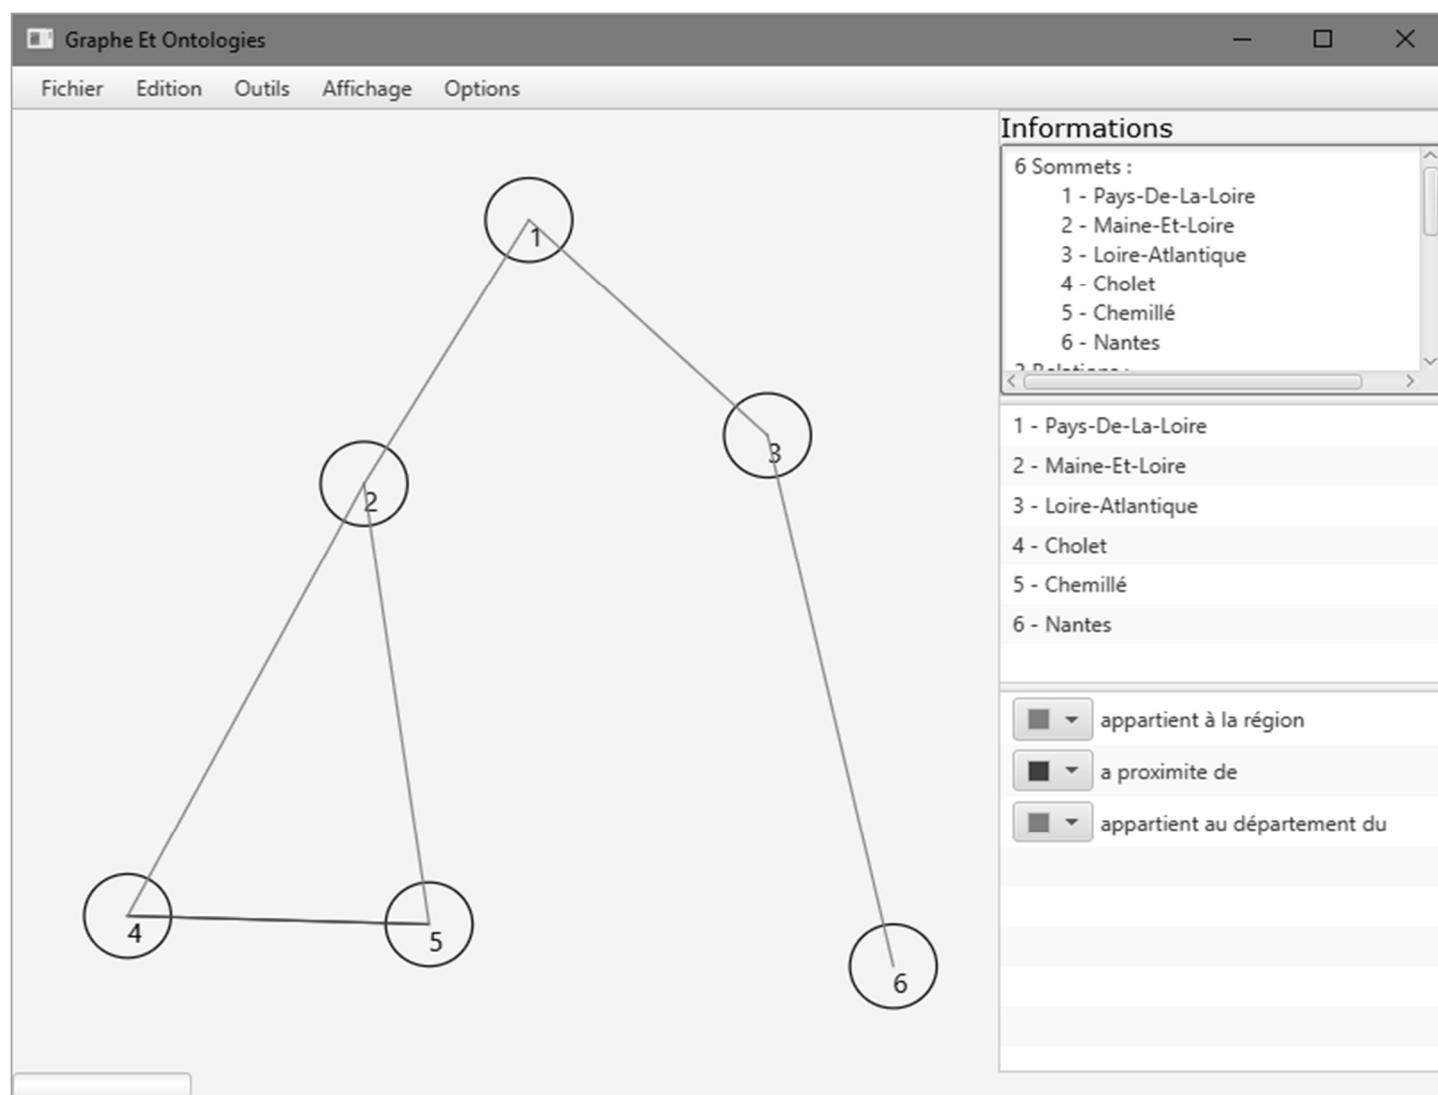 Graphe Et Ontologies
Fichier Edition Outils Affichage Options
Informations
6 Sommets :
1 - Pays-De-La-Loire
2 - Maine-Et-Loire
3 - Loire-Atlantique
4 - Cholet
5 - Chemillé
6 - Nantes
Relations :
1 - Pays-De-La-Loire
2 - Maine-Et-Loire
3 - Loire-Atlantique
4 - Cholet
5 - Chemillé
6 - Nantes
appartient à la région
a proximite de
appartient au département du
1
3
2
4
5
6